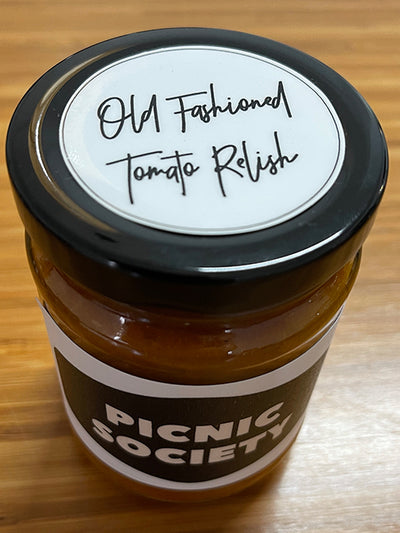 Old Fashioned
Tomato Relish
PICNIC
SOCIETY